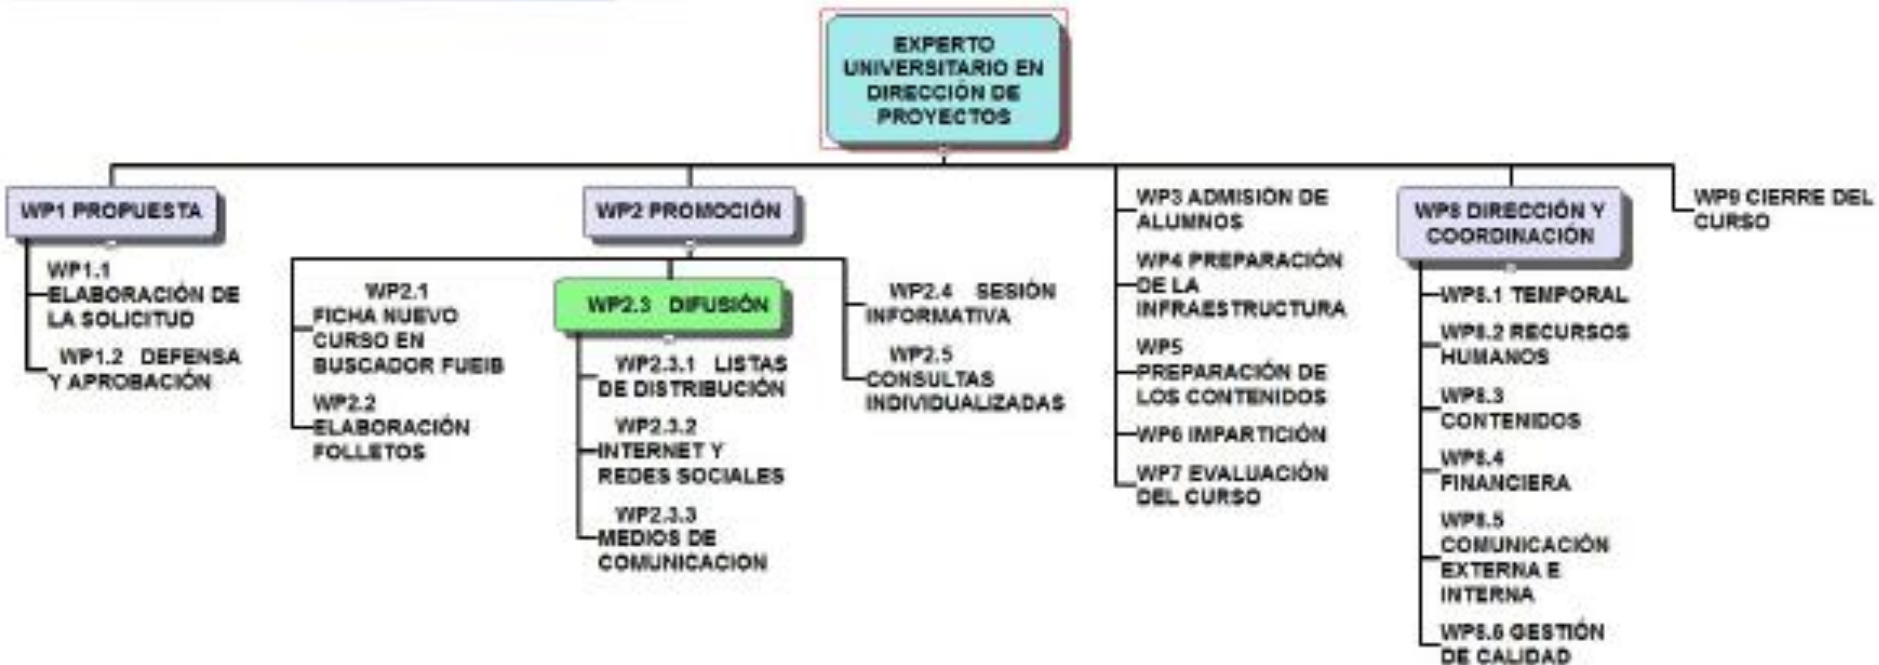 EXPERTO
UNIVERSITARIO EN
DIRECCIÓN DE
PROYECTOS
WP1 PROPUESTA
WP1.1
ELABORACIÓN DE
LA SOLICITUD
WP1.2 DEFENSA
Y APROBACIÓN
WP2 PROMOCIÓN
WP2.1
FICHA NUEVO
CURSO EN
BUSCADOR FUEIB
WP2.2
ELABORACIÓN
FOLLETOS
WP2.3 DIFUSIÓN
WP2.3.1 LISTAS
DE DISTRIBUCIÓN
WP2.3.2
INTERNET Y
REDES SOCIALES
WP2.3.3
MEDIOS DE
COMUNICACION
WP2.4 SESIÓN
INFORMATIVA
WP2.5
CONSULTAS
INDIVIDUALIZADAS
WP3 ADMISIÓN DE
ALUMNOS
WP4 PREPARACIÓN
DE LA
INFRAESTRUCTURA
WP5
PREPARACIÓN DE
LOS CONTENIDOS
WP6 IMPARTICIÓN
WP7 EVALUACIÓN
DEL CURSO
WP8 DIRECCIÓN Y
COORDINACIÓN
WP8.1 TEMPORAL
WP8.2 RECURSOS
HUMANOS
WP8.3
CONTENIDOS
WP8.4
FINANCIERA
WP8.5
COMUNICACIÓN
EXTERNA E
INTERNA
WP8.6 GESTIÓN
DE CALIDAD
WP9 CIERRE DEL
CURSO